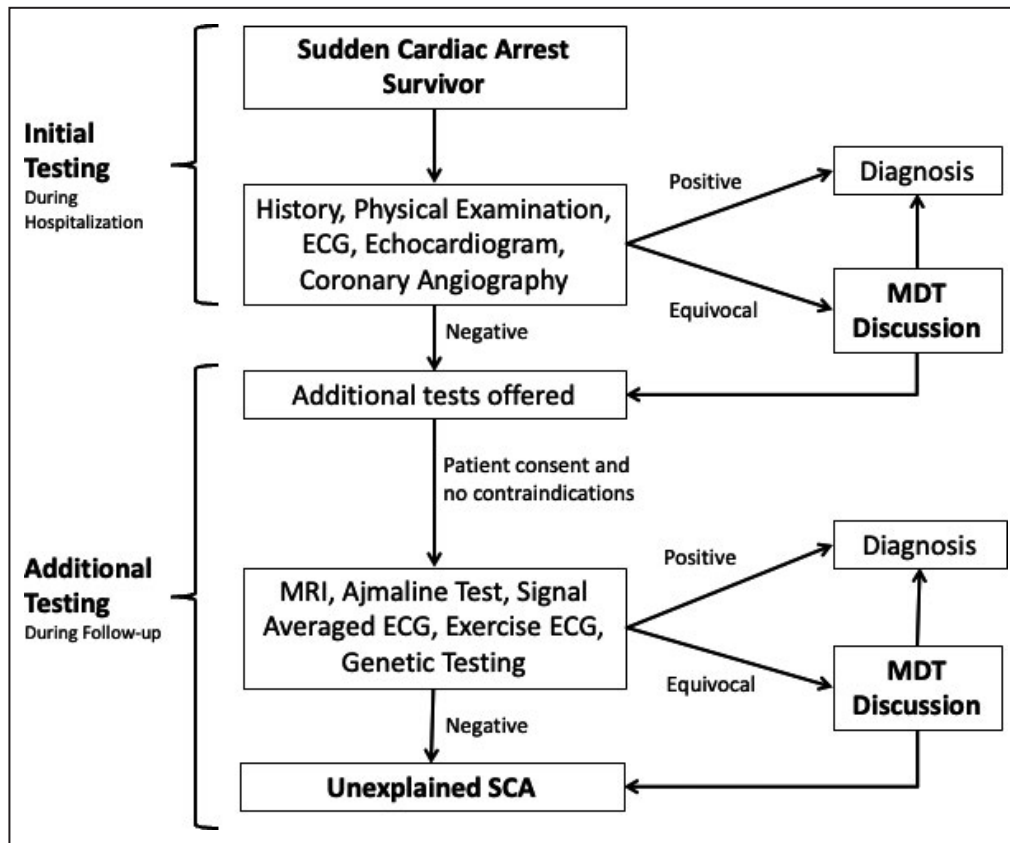 Sudden Cardiac Arrest
Survivor
Initial
Testing
During
Hospitalization
History, Physical Examination,
ECG, Echocardiogram,
Coronary Angiography
Positive
Diagnosis
Equivocal
MDT
Discussion
Negative
Additional tests offered
Patient consent and
no contraindications
Additional
Testing
During Follow-up
MRI, Ajmaline Test, Signal
Averaged ECG, Exercise ECG,
Genetic Testing
Positive
Diagnosis
Equivocal
MDT
Discussion
Negative
Unexplained SCA